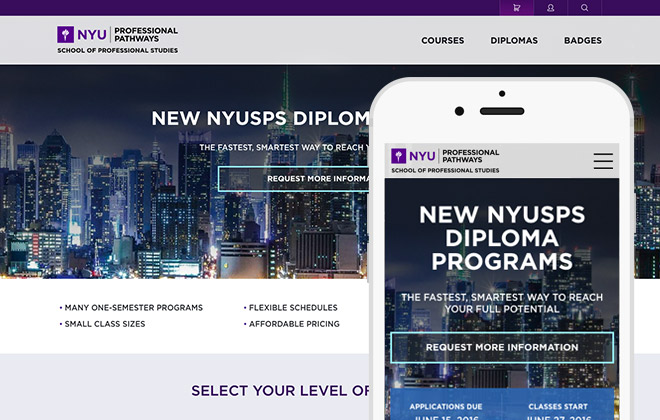 NYU PROFESSIONAL
PATHWAYS
SCHOOL OF PROFESSIONAL STUDIES
COURSES DIPLOMAS BADGES
NEW NYUSPS
THE FASTEST, SMARTEST WAY TO REACH
REQUEST MORE
• MANY ONE-SEMESTER PROGRAMS
• SMALL CLASS SIZES
• FLEXIBLE SCHEDULES
• AFFORDABLE PRICING
SELECT YOUR LEVEL
NYU PROFESSIONAL
PATHWAYS
SCHOOL OF PROFESSIONAL STUDIES
NEW NYUSPS
DIPLOMA
PROGRAMS
THE FASTEST, SMARTEST WAY TO REACH
YOUR FULL POTENTIAL
REQUEST MORE INFORMATION
APPLICATIONS DUE CLASSES START
JUNE 15, 2016 JUNE 27, 2016